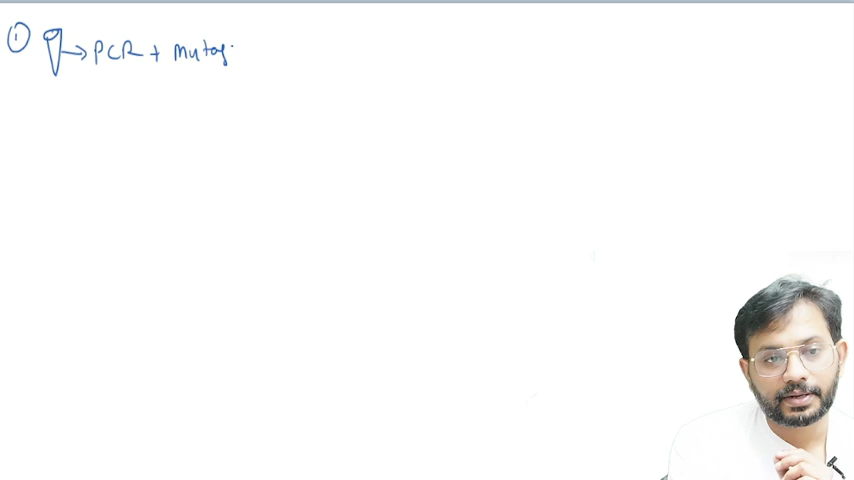 ① → PCR + Mutag.